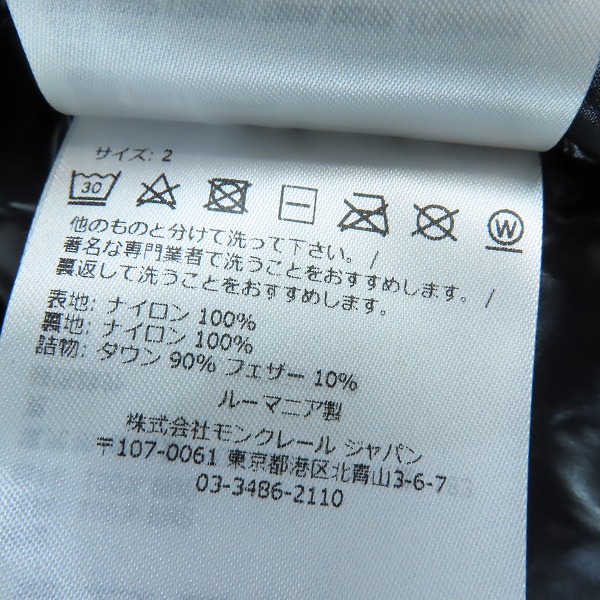 サイズ: 2
30 W
他のものと分けて洗って下さい。 /
著名な専門業者で洗うことをおすすめします。 /
裏返して洗うことをおすすめします。
表地: ナイロン 100%
裏地: ナイロン 100%
詰物: ダウン 90% フェザー 10%
ルーマニア製
株式会社モンクレール ジャパン
〒107-0061 東京都港区北青山3-6-7
03-3486-2110